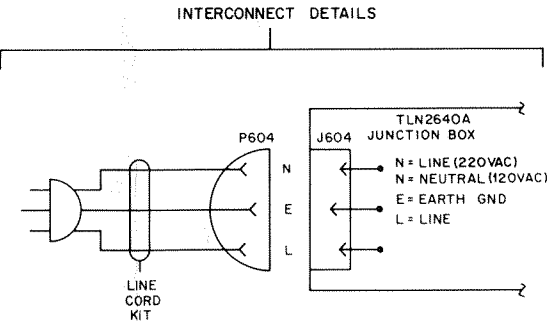 INTERCONNECT DETAILS
TLN2640A
JUNCTION BOX
P604
J604
N
E
L
N = LINE (220VAC)
N = NEUTRAL (120VAC)
E = EARTH GND
L = LINE
LINE
CORD
KIT